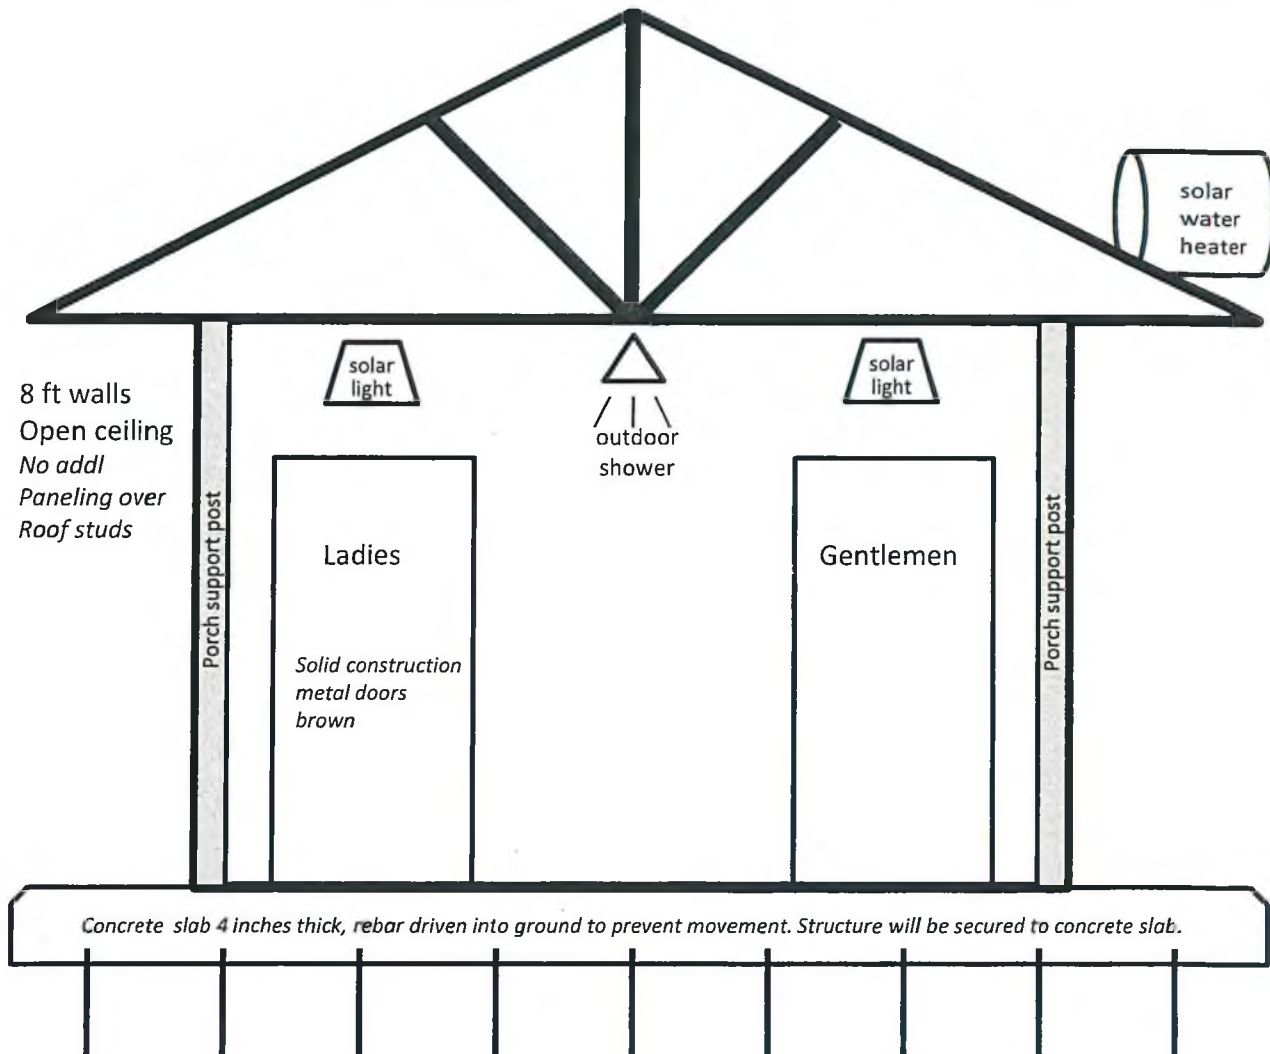 solar
water
heater
solar
light
solar
light
outdoor
shower
8 ft walls
Open ceiling
No addl
Paneling over
Roof studs
Porch support post
Ladies
Solid construction
metal doors
brown
Gentlemen
Porch support post
Concrete slab 4 inches thick, rebar driven into ground to prevent movement. Structure will be secured to concrete slab.